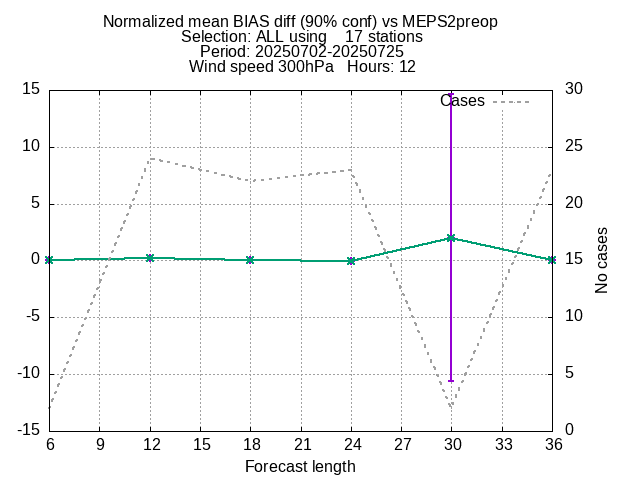 Normalized mean BIAS diff (90% conf) vs MEPS2preop
Selection: ALL using    17 stations
Period: 20250702-20250725
Wind speed 300hPa   Hours: 12
Cases
15
10
5
0
-5
-10
-15
30
25
20
15
10
5
0
No cases
6 9 12 15 18 21 24 27 30 33 36
Forecast length